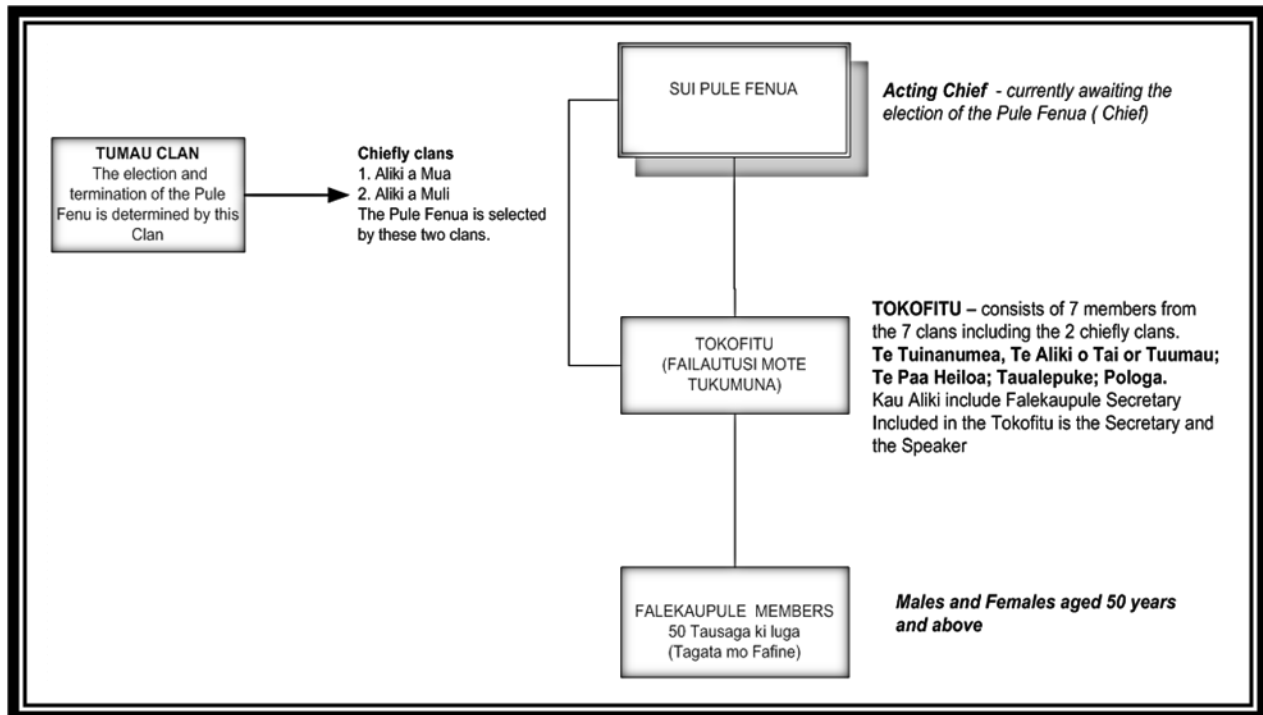 SUI PULE FENUA
Acting Chief - currently awaiting the
election of the Pule Fenua ( Chief)
TUMAU CLAN
The election and
termination of the Pule
Fenu is determined by this
Clan
Chiefly clans
1. Aliki a Mua
2. Aliki a Muli
The Pule Fenua is selected
by these two clans.
TOKOFITU
(FAILAUTUSI MOTE
TUKUMUNA)
TOKOFITU – consists of 7 members from
the 7 clans including the 2 chiefly clans.
Te Tuinanumea, Te Aliki o Tai or Tuumau;
Te Paa Heiloa; Taualepuke; Pologa.
Kau Aliki include Falekaupule Secretary
Included in the Tokofitu is the Secretary and
the Speaker
FALEKAUPULE MEMBERS
50 Tausaga ki luga
(Tagata mo Fafine)
Males and Females aged 50 years
and above